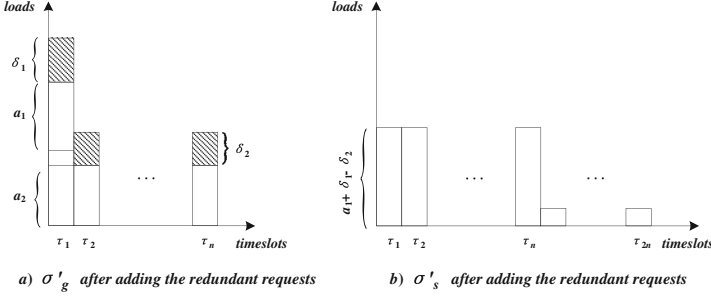 loads
δ1
a1
a2
δ2
. . .
τ1 τ2 τn timeslots
a) σ'g after adding the redundant requests
loads
a1+ δ1- δ2
. . . . . .
τ1 τ2 τn τ2n timeslots
b) σ's after adding the redundant requests